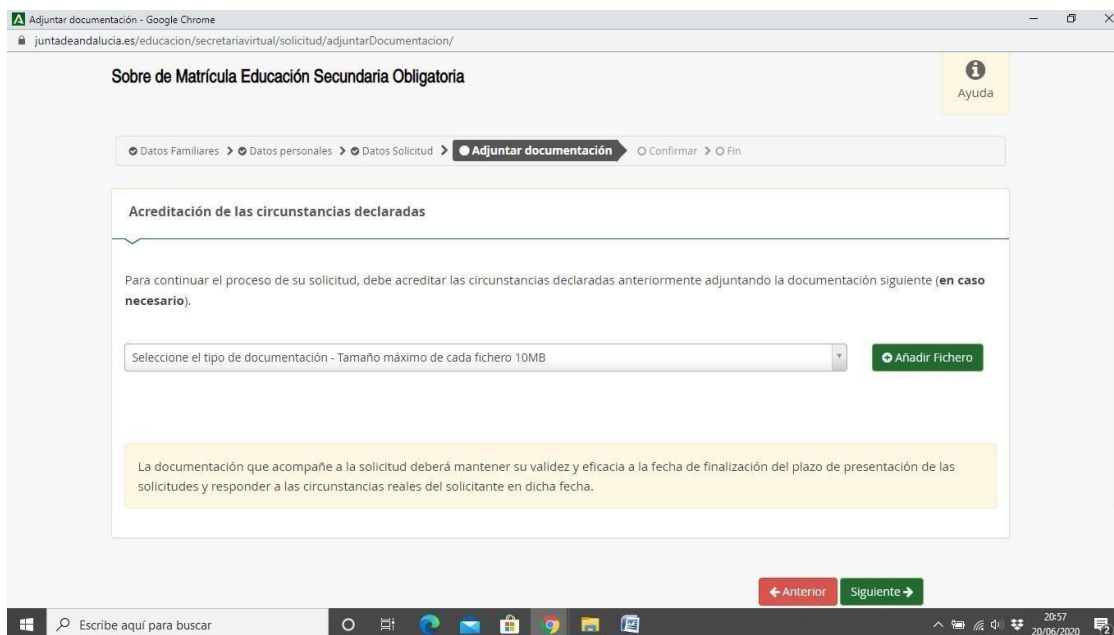 Adjuntar documentación - Google Chrome
juntadeandalucia.es/educacion/secretariavirtual/solicitud/adjuntarDocumentacion/
Sobre de Matrícula Educación Secundaria Obligatoria
Ayuda
Datos Familiares > Datos personales > Datos Solicitud > Adjuntar documentación Confirmar > Fin
Acreditación de las circunstancias declaradas
Para continuar el proceso de su solicitud, debe acreditar las circunstancias declaradas anteriormente adjuntando la documentación siguiente (en caso
necesario).
Seleccione el tipo de documentación - Tamaño máximo de cada fichero 10MB
Añadir Fichero
La documentación que acompañe a la solicitud deberá mantener su validez y eficacia a la fecha de finalización del plazo de presentación de las
solicitudes y responder a las circunstancias reales del solicitante en dicha fecha.
Anterior
Siguiente
Escribe aquí para buscar
20:57
20/06/2020